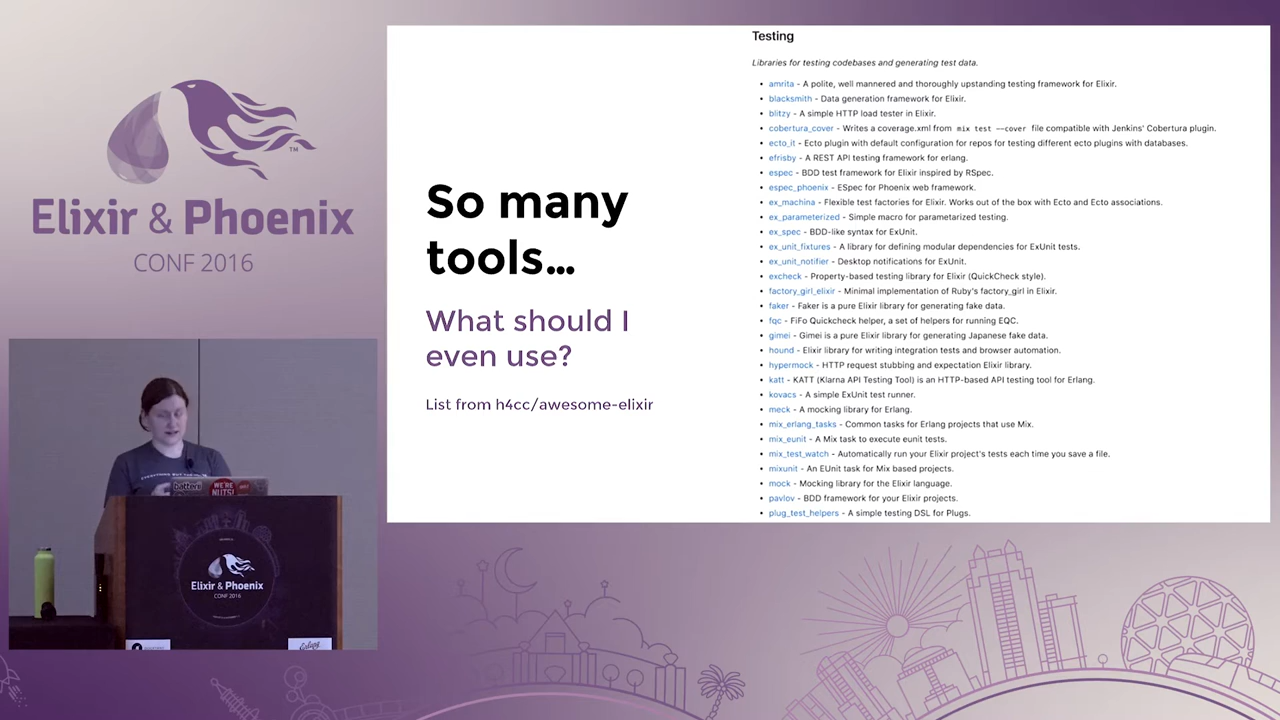 TM
Elixir & Phoenix
CONF 2016
So many
tools...
What should I
even use?
List from h4cc/awesome-elixir
Testing
Libraries for testing codebases and generating test data.
• amrita - A polite, well mannered and thoroughly upstanding testing framework for Elixir.
• blacksmith - Data generation framework for Elixir.
• blitzy - A simple HTTP load tester in Elixir.
• cobertura_cover - Writes a coverage.xml from mix test --cover file compatible with Jenkins' Cobertura plugin.
• ecto_it - Ecto plugin with default configuration for repos for testing different ecto plugins with databases.
• efrisby - A REST API testing framework for erlang.
• espec - BDD test framework for Elixir inspired by RSpec.
• espec_phoenix - ESpec for Phoenix web framework.
• ex_machina - Flexible test factories for Elixir. Works out of the box with Ecto and Ecto associations.
• ex_parameterized - Simple macro for parametarized testing.
• ex_spec - BDD-like syntax for ExUnit.
• ex_unit_fixtures - A library for defining modular dependencies for ExUnit tests.
• ex_unit_notifier - Desktop notifications for ExUnit.
• excheck - Property-based testing library for Elixir (QuickCheck style).
• factory_girl_elixir - Minimal implementation of Ruby's factory_girl in Elixir.
• faker - Faker is a pure Elixir library for generating fake data.
• fqc - FiFo Quickcheck helper, a set of helpers for running EQC.
• gimei - Gimei is a pure Elixir library for generating Japanese fake data.
• hound - Elixir library for writing integration tests and browser automation.
• hypermock - HTTP request stubbing and expectation Elixir library.
• katt - KATT (Klarna API Testing Tool) is an HTTP-based API testing tool for Erlang.
• kovacs - A simple ExUnit test runner.
• meck - A mocking library for Erlang.
• mix_erlang_tasks - Common tasks for Erlang projects that use Mix.
• mix_eunit - A Mix task to execute eunit tests.
• mix_test_watch - Automatically run your Elixir project's tests each time you save a file.
• mixunit - An EUnit task for Mix based projects.
• mock - Mocking library for the Elixir language.
• pavlov - BDD framework for your Elixir projects.
• plug_test_helpers - A simple testing DSL for Plugs.
WE'RE
NUTS!
Elixir & Phoenix
CONF 2016